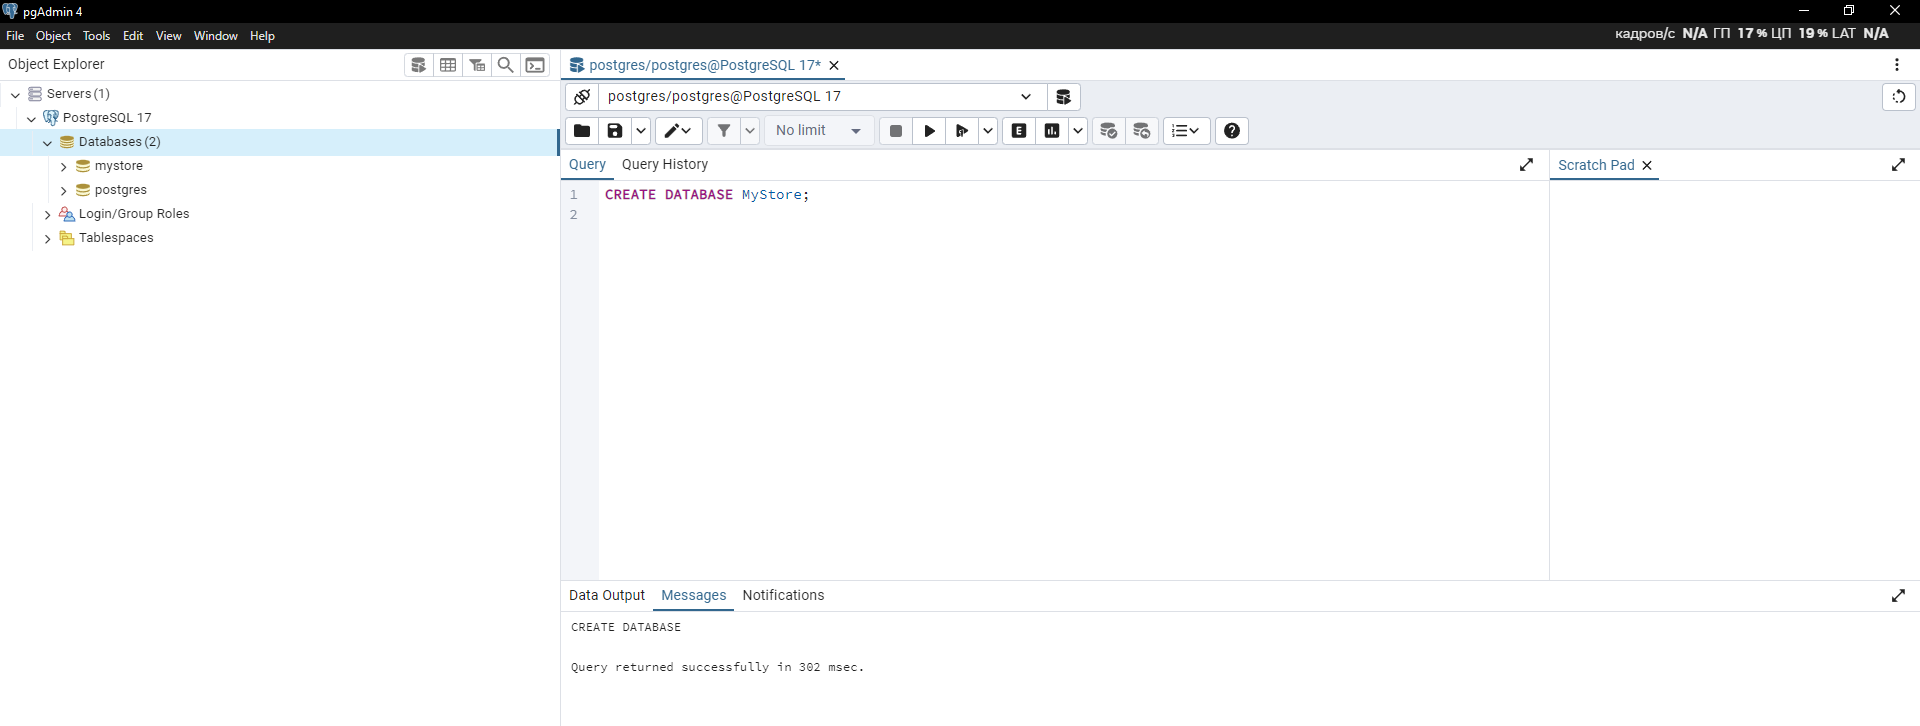 pgAdmin 4
File Object Tools Edit View Window Help
кадров/с N/A ГП 17 % ЦП 19 % LAT N/A
Object Explorer
Servers (1)
PostgreSQL 17
Databases (2)
mystore
postgres
Login/Group Roles
Tablespaces
postgres/postgres@PostgreSQL 17*
postgres/postgres@PostgreSQL 17
No limit
E
Query Query History
Scratch Pad
1 CREATE DATABASE MyStore;
2
Data Output Messages Notifications
CREATE DATABASE
Query returned successfully in 302 msec.